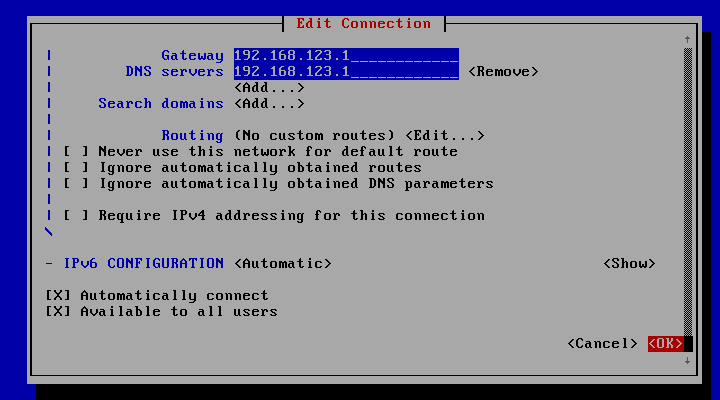 Edit Connection
Gateway 192.168.123.1____________
DNS servers 192.168.123.1____________ <Remove>
<Add...>
Search domains <Add...>
Routing (No custom routes) <Edit...>
[ ] Never use this network for default route
[ ] Ignore automatically obtained routes
[ ] Ignore automatically obtained DNS parameters
[ ] Require IPv4 addressing for this connection
- IPv6 CONFIGURATION <Automatic> <Show>
[X] Automatically connect
[X] Available to all users
<Cancel> <OK>